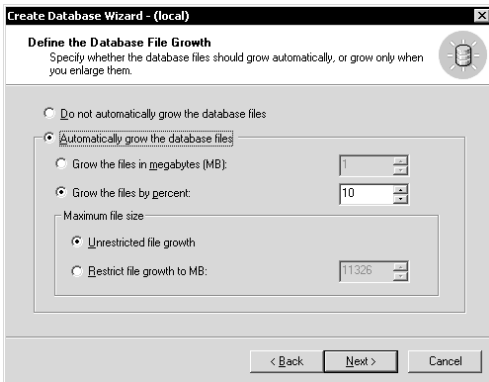 Create Database Wizard - (local)
Define the Database File Growth
Specify whether the database files should grow automatically, or grow only when
you enlarge them.
Do not automatically grow the database files
Automatically grow the database files
Grow the files in megabytes (MB):
1
Grow the files by percent:
10
Maximum file size
Unrestricted file growth
Restrict file growth to MB:
11326
< Back
Next >
Cancel